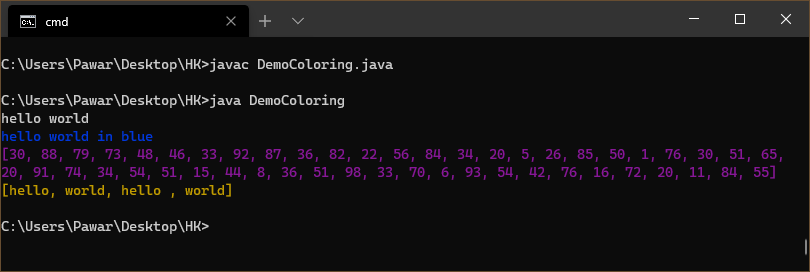 cmd
C:\Users\Pawar\Desktop\HK>javac DemoColoring.java
C:\Users\Pawar\Desktop\HK>java DemoColoring
hello world
hello world in blue
[30, 88, 79, 73, 48, 46, 33, 92, 87, 36, 82, 22, 56, 84, 34, 20, 5, 26, 85, 50, 1, 76, 30, 51, 65,
20, 91, 74, 34, 54, 51, 15, 44, 8, 36, 51, 98, 33, 70, 6, 93, 54, 42, 76, 16, 72, 20, 11, 84, 55]
[hello, world, hello , world]
C:\Users\Pawar\Desktop\HK>